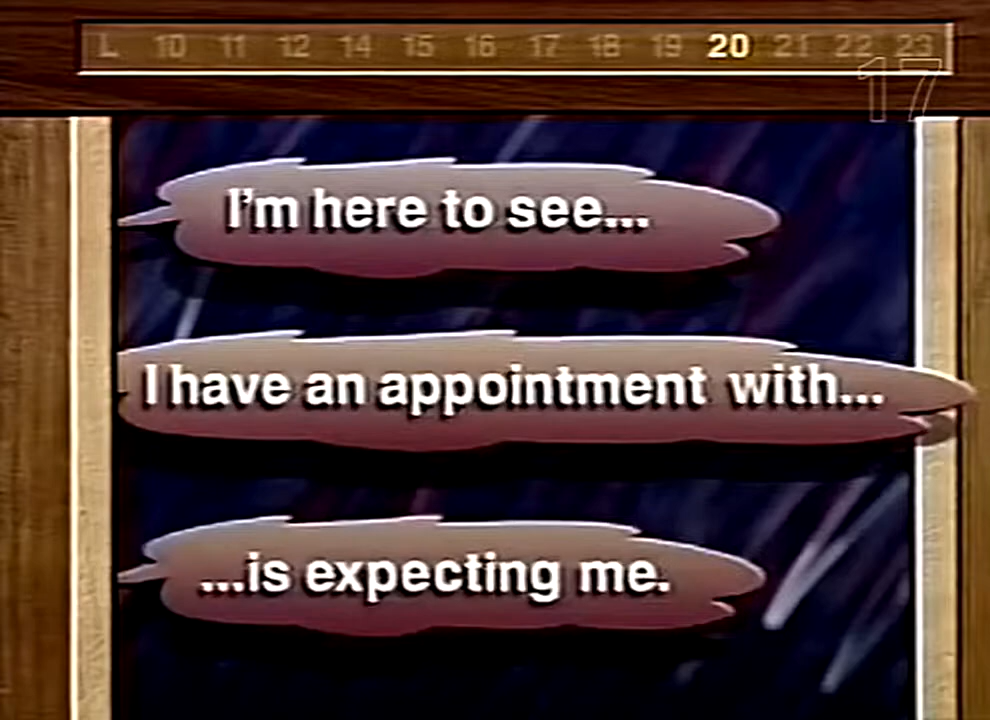 L 10 11 12 14 15 16 17 18 19 20 21 22 23
17
I'm here to see...
I have an appointment with...
...is expecting me.